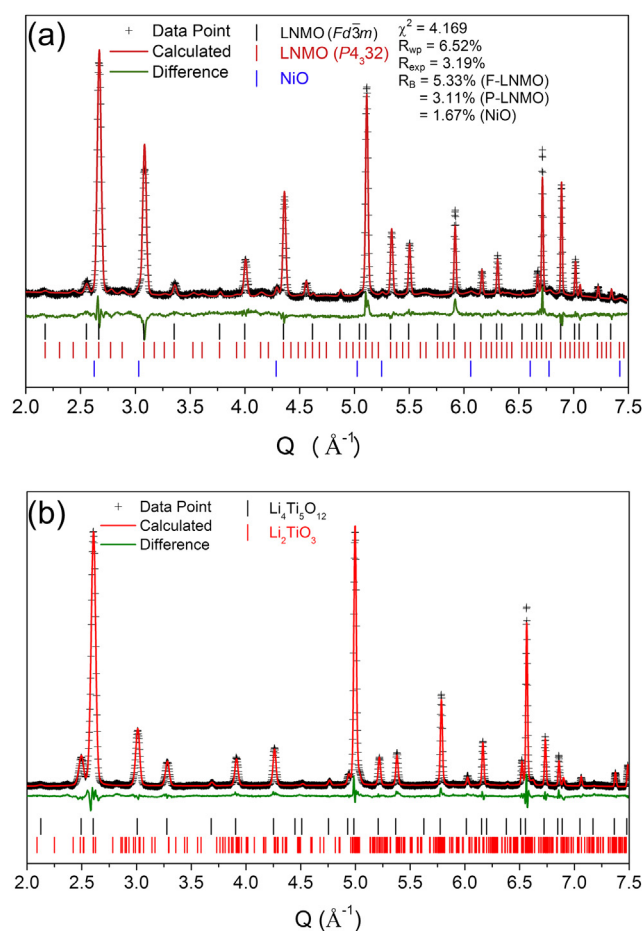 (a)
Data Point
Calculated
Difference
LNMO (Fd3̅m)
LNMO (P4₃32)
NiO
χ² = 4.169
Rwp = 6.52%
Rexp = 3.19%
RB = 5.33% (F-LNMO)
= 3.11% (P-LNMO)
= 1.67% (NiO)
2.0 2.5 3.0 3.5 4.0 4.5 5.0 5.5 6.0 6.5 7.0 7.5
Q (Å⁻¹)
(b)
Data Point
Calculated
Difference
Li₄Ti₅O₁₂
Li₂TiO₃
2.0 2.5 3.0 3.5 4.0 4.5 5.0 5.5 6.0 6.5 7.0 7.5
Q (Å⁻¹)